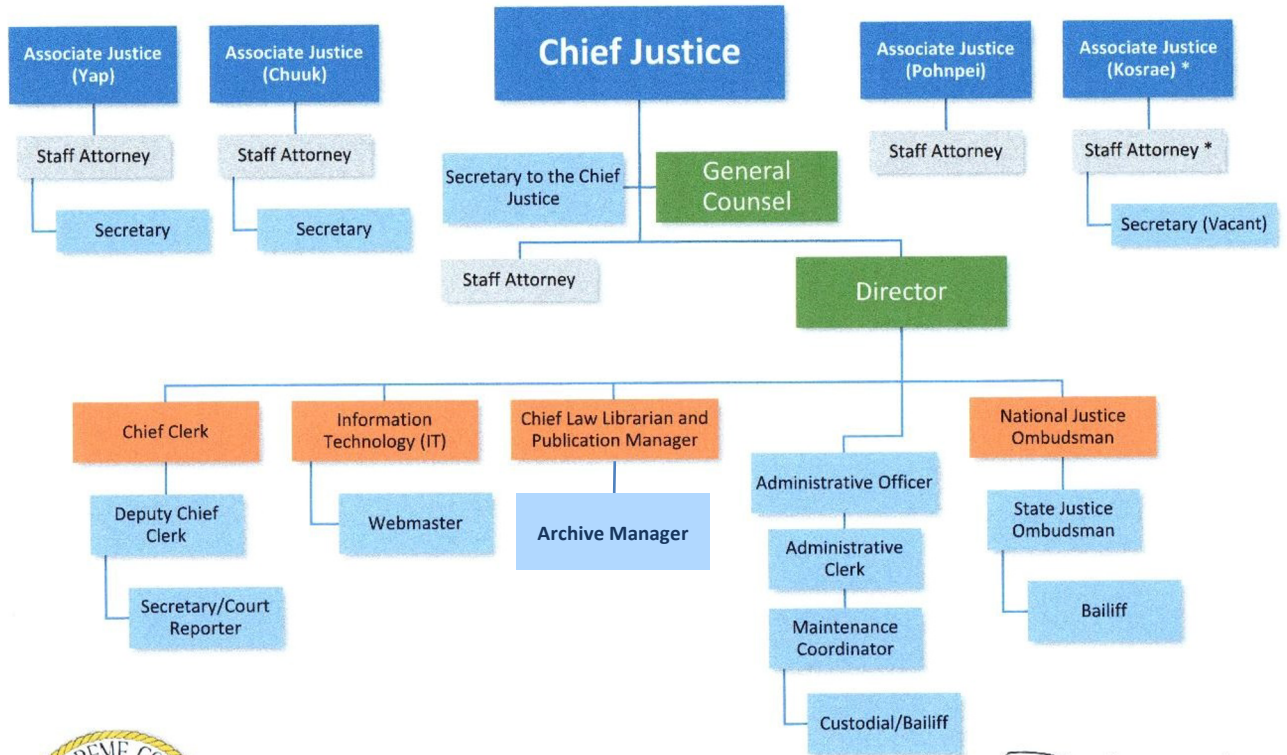 Associate Justice
(Yap)
Associate Justice
(Chuuk)
Chief Justice
Associate Justice
(Pohnpei)
Associate Justice
(Kosrae) *
Staff Attorney
Staff Attorney
Staff Attorney
Staff Attorney *
Secretary to the Chief
Justice
General
Counsel
Secretary
Secretary
Secretary (Vacant)
Staff Attorney
Director
Chief Clerk
Information
Technology (IT)
Chief Law Librarian and
Publication Manager
National Justice
Ombudsman
Administrative Officer
Deputy Chief
Clerk
Webmaster
Archive Manager
State Justice
Ombudsman
Administrative
Clerk
Secretary/Court
Reporter
Bailiff
Maintenance
Coordinator
Custodial/Bailiff